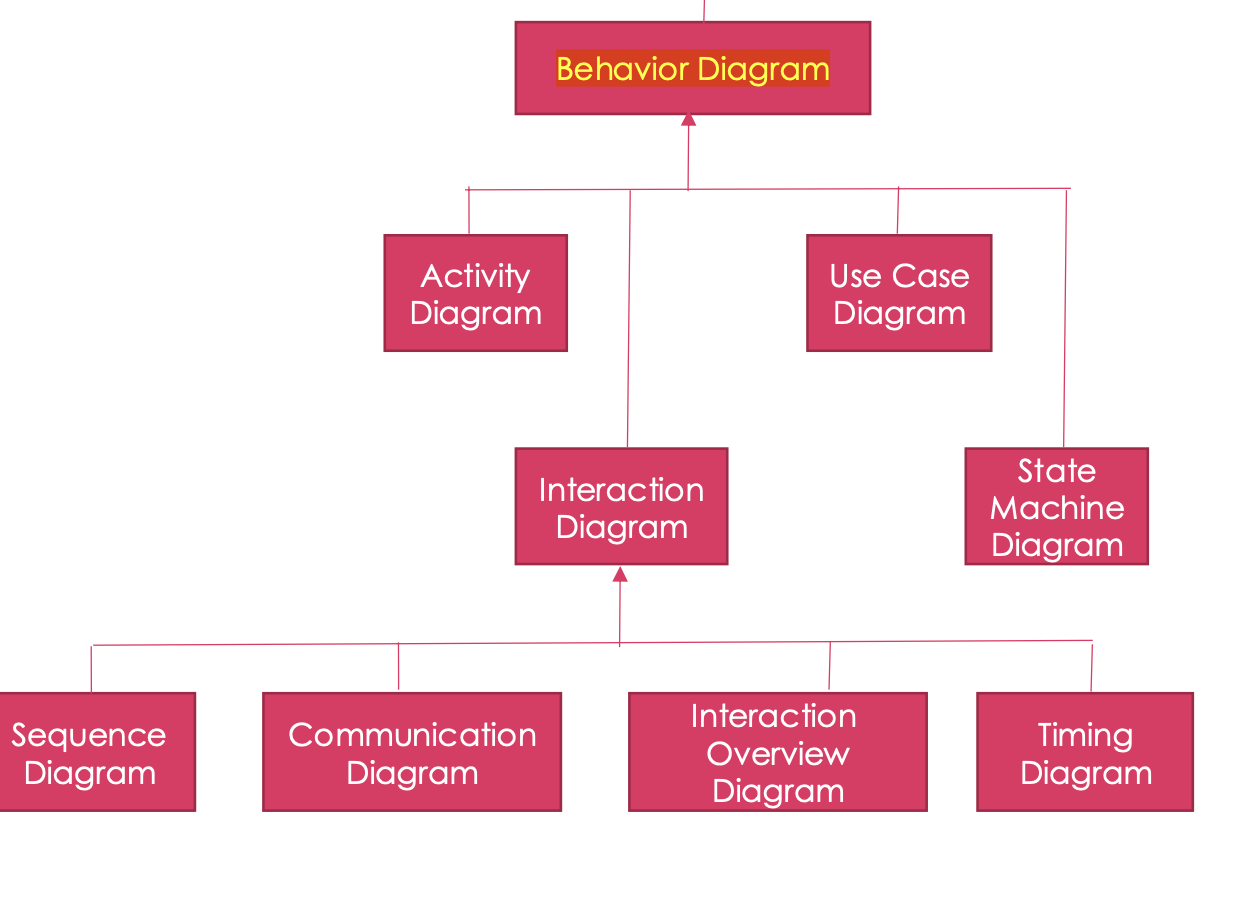 Behavior Diagram
Activity
Diagram
Use Case
Diagram
Interaction
Diagram
State
Machine
Diagram
Sequence
Diagram
Communication
Diagram
Interaction
Overview
Diagram
Timing
Diagram